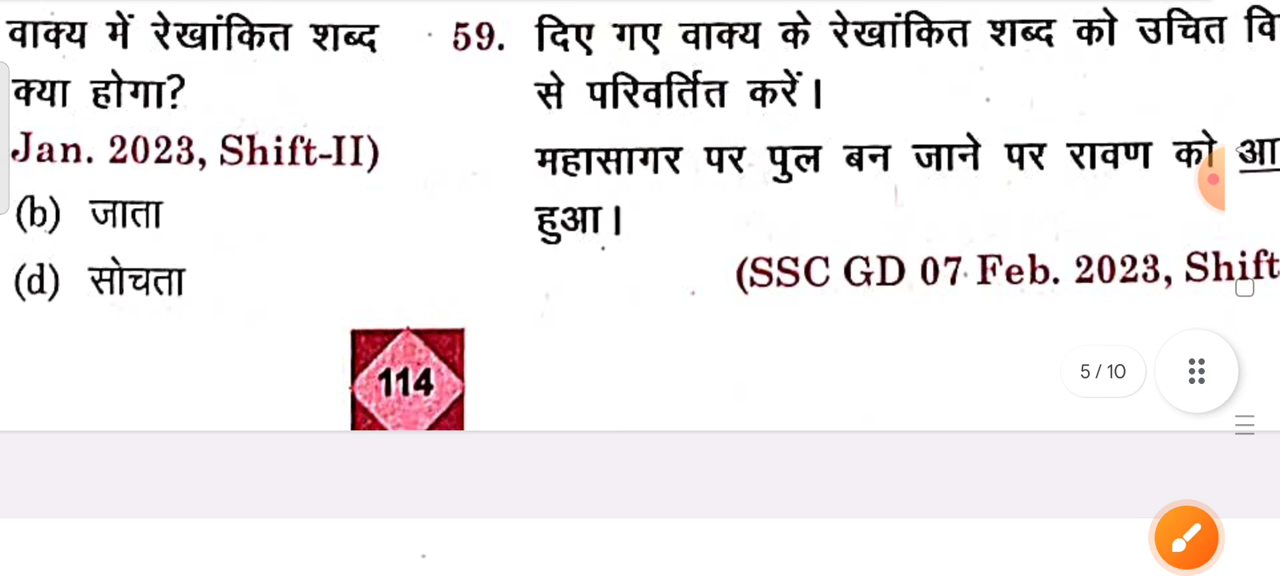 वाक्य में रेखांकित शब्द
क्या होगा?
Jan. 2023, Shift-II)
(b) जाता
(d) सोचता
59. दिए गए वाक्य के रेखांकित शब्द को उचित वि
से परिवर्तित करें।
महासागर पर पुल बन जाने पर रावण को आ
हुआ।
(SSC GD 07 Feb. 2023, Shift
114
5 / 10